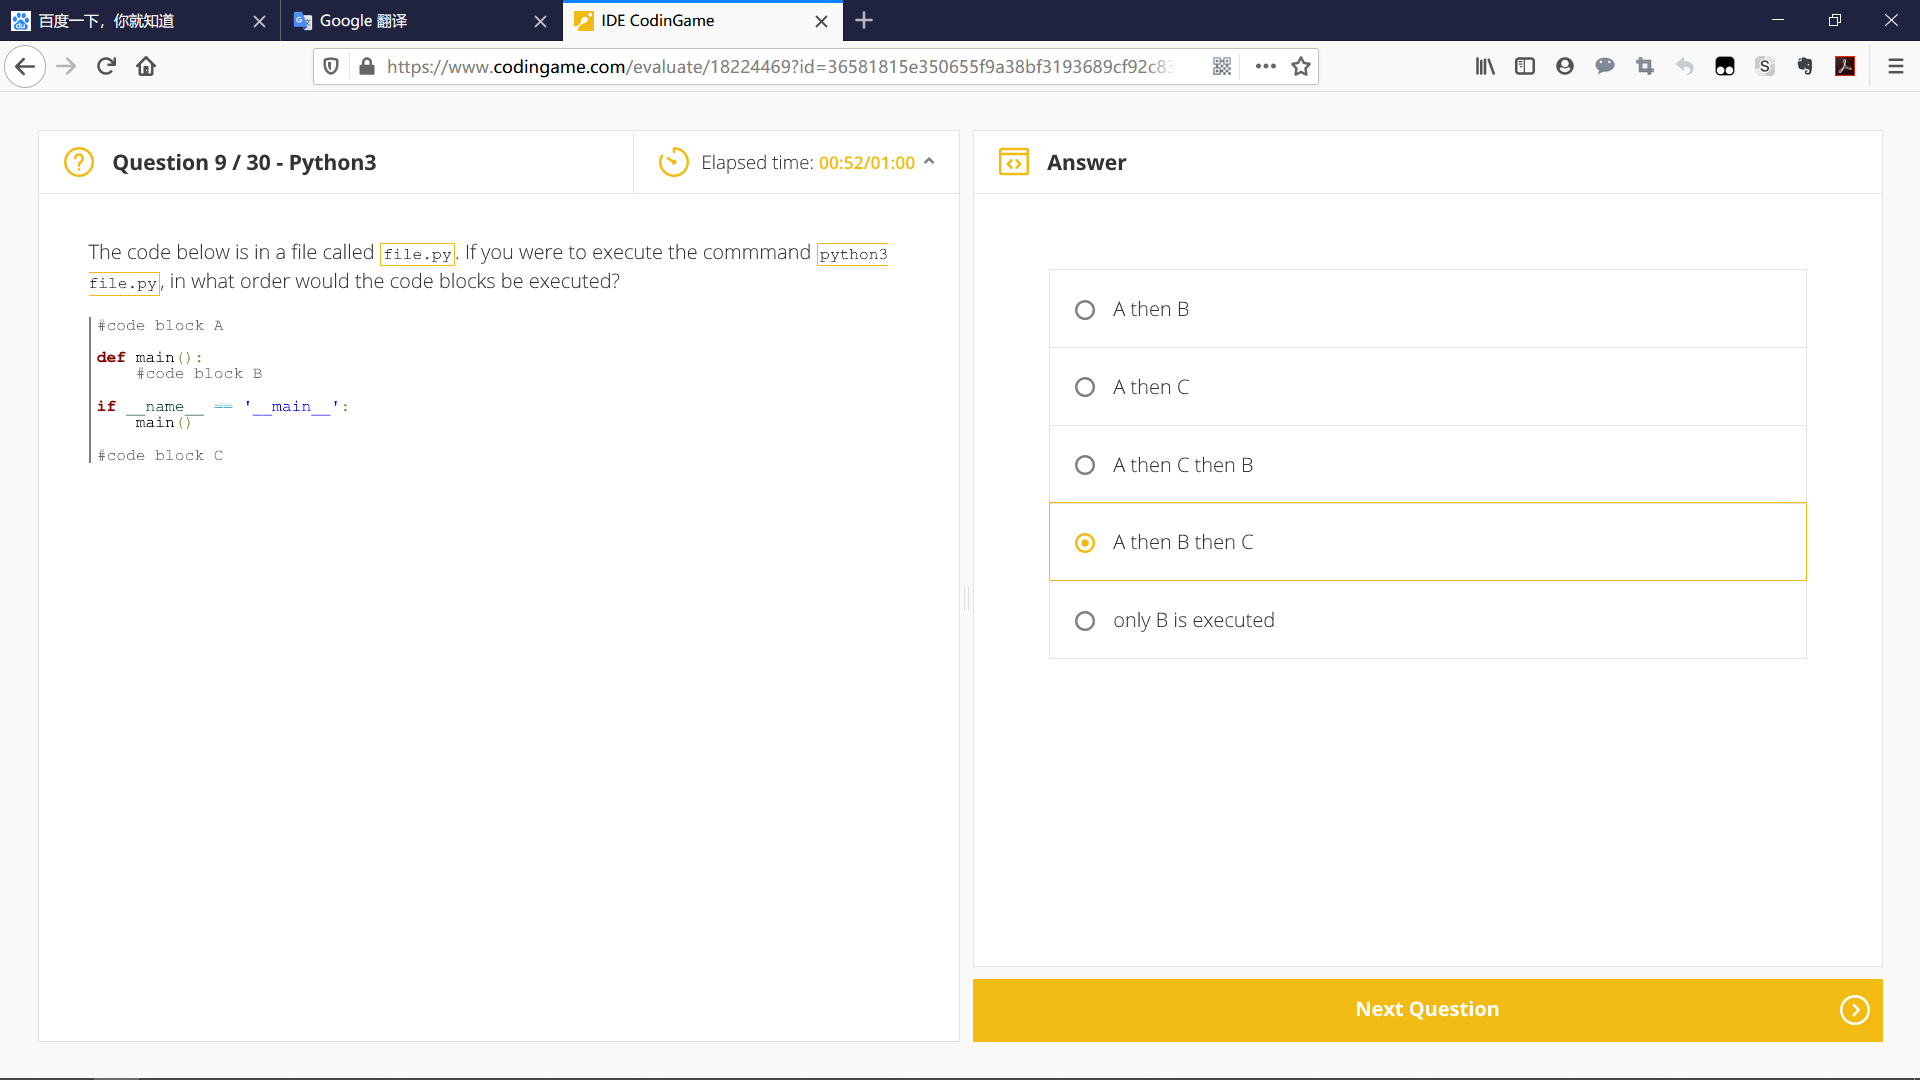 百度一下，你就知道
Google 翻译
IDE CodinGame
https://www.codingame.com/evaluate/18224469?id=36581815e350655f9a38bf3193689cf92c83
Question 9 / 30 - Python3
Elapsed time: 00:52/01:00
The code below is in a file called file.py. If you were to execute the commmand python3
file.py, in what order would the code blocks be executed?
#code block A
def main():
    #code block B
if __name__ == '__main__':
    main()
#code block C
Answer
A then B
A then C
A then C then B
A then B then C
only B is executed
Next Question